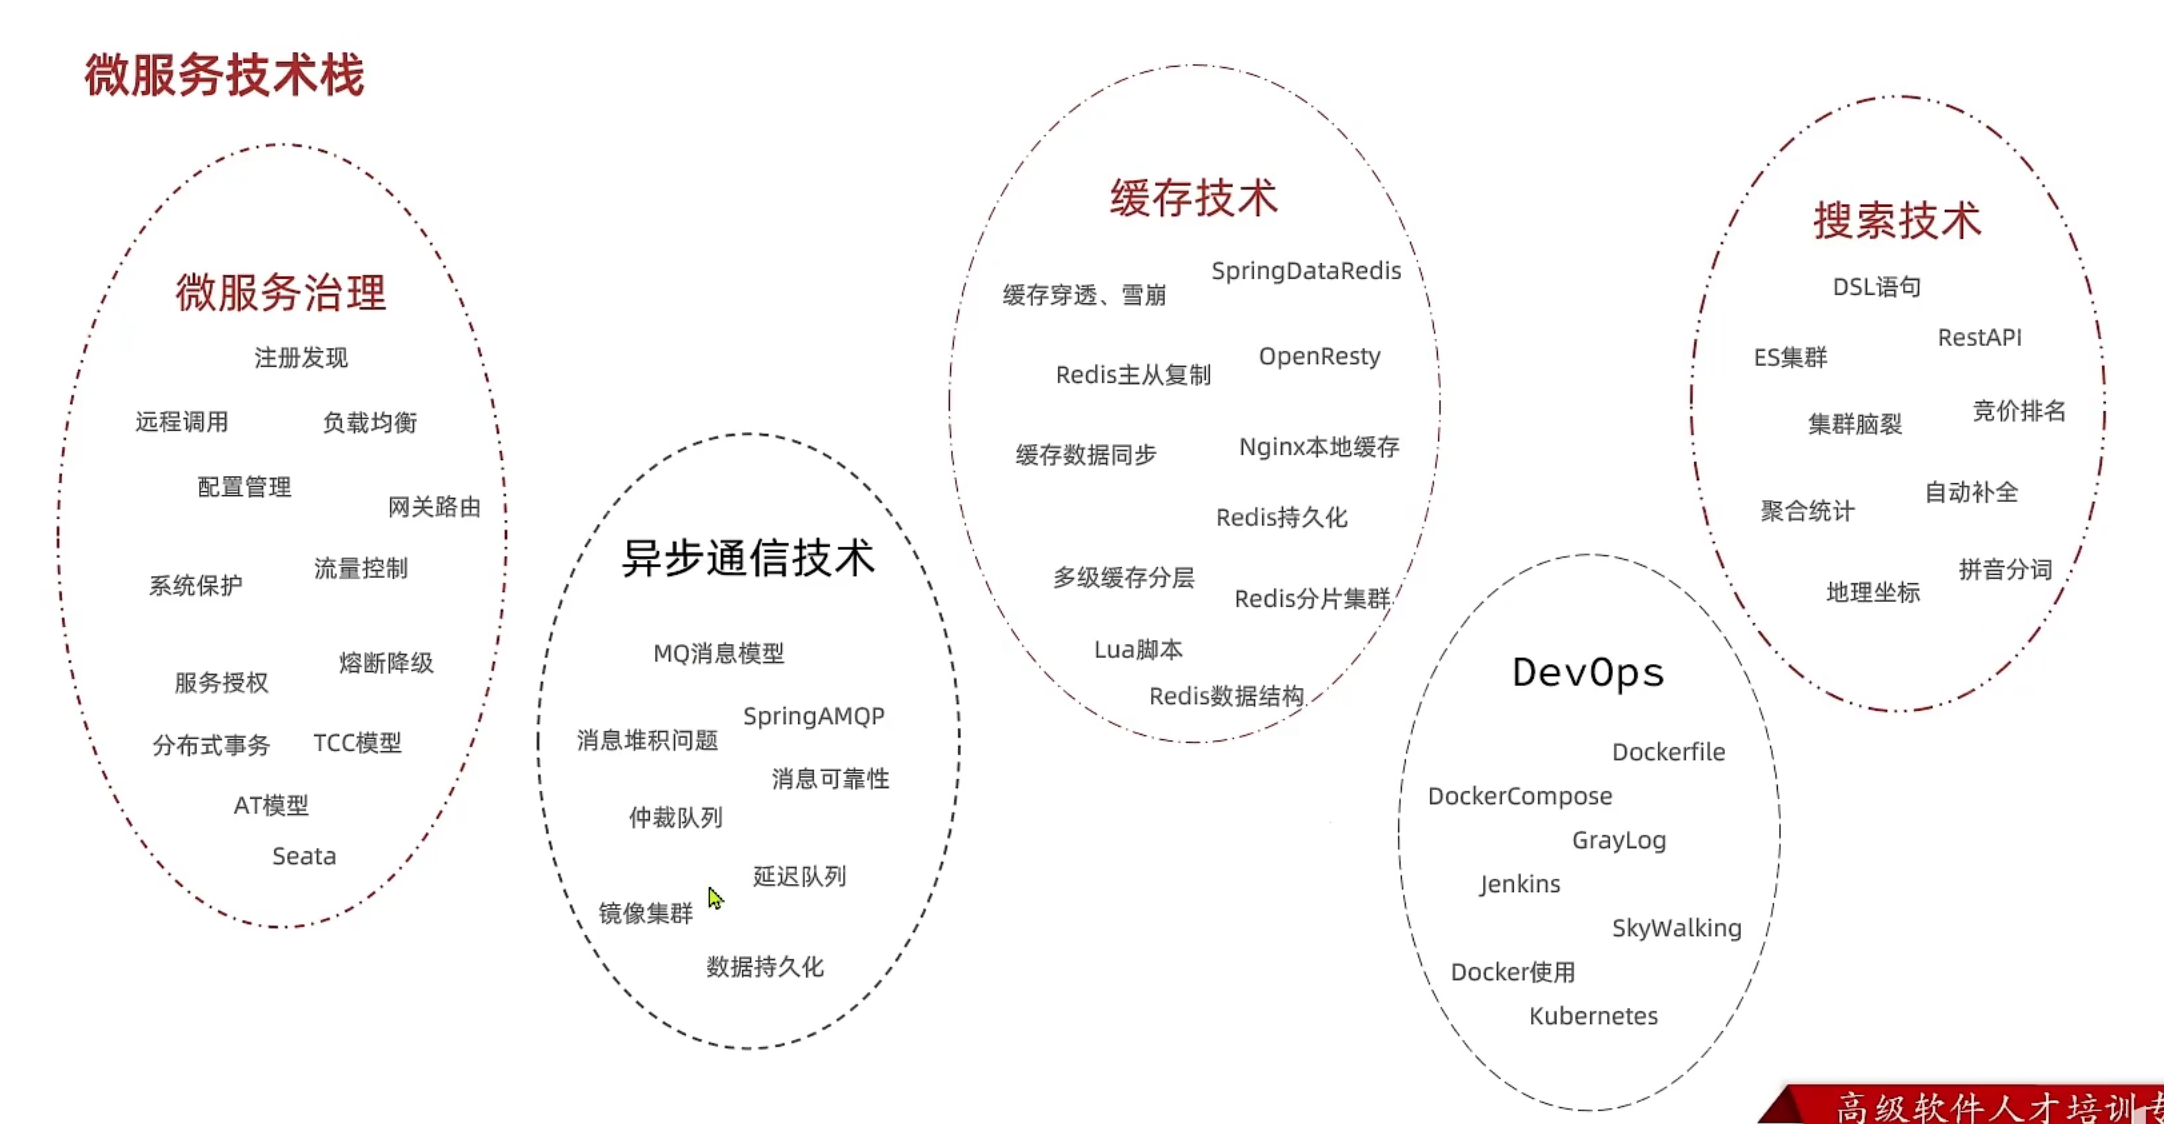 微服务技术栈
微服务治理
注册发现
远程调用
负载均衡
配置管理
网关路由
流量控制
系统保护
熔断降级
服务授权
分布式事务
TCC模型
AT模型
Seata
异步通信技术
MQ消息模型
SpringAMQP
消息堆积问题
消息可靠性
仲裁队列
延迟队列
镜像集群
数据持久化
缓存技术
SpringDataRedis
缓存穿透、雪崩
OpenResty
Redis主从复制
Nginx本地缓存
缓存数据同步
Redis持久化
多级缓存分层
Redis分片集群
Lua脚本
Redis数据结构
DevOps
Dockerfile
DockerCompose
GrayLog
Jenkins
SkyWalking
Docker使用
Kubernetes
搜索技术
DSL语句
RestAPI
ES集群
竞价排名
集群脑裂
自动补全
聚合统计
拼音分词
地理坐标
高级软件人才培训